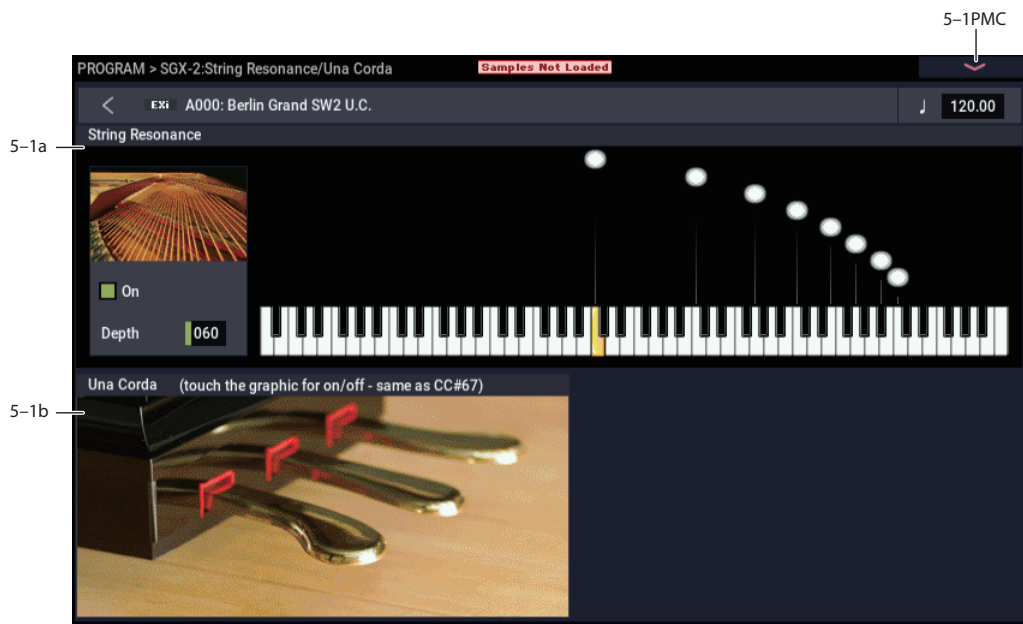 5–1PMC
PROGRAM > SGX-2:String Resonance/Una Corda
Samples Not Loaded
EXi A000: Berlin Grand SW2 U.C.
♩ 120.00
String Resonance
5–1a
On
Depth 060
Una Corda (touch the graphic for on/off - same as CC#67)
5–1b